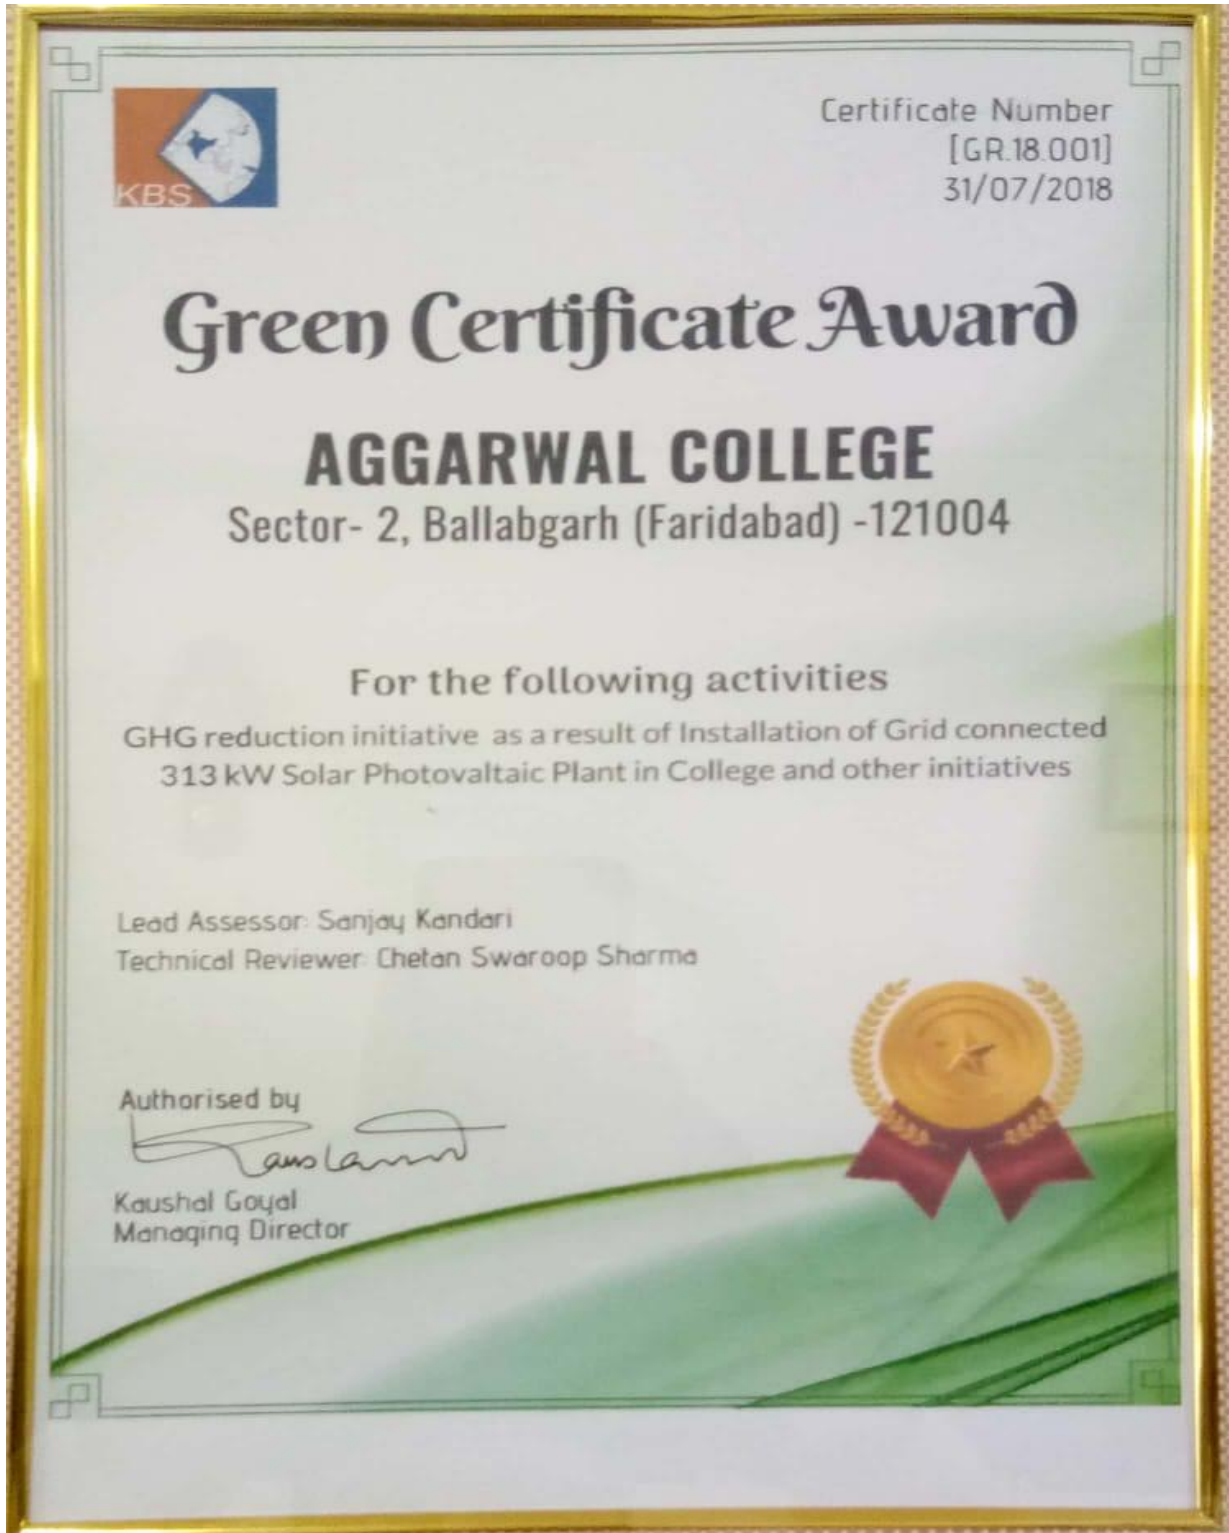 KBS
Certificate Number
[GR.18.001]
31/07/2018
Green Certificate Award
AGGARWAL COLLEGE
Sector- 2, Ballabgarh (Faridabad) -121004
For the following activities
GHG reduction initiative as a result of Installation of Grid connected
313 kW Solar Photovaltaic Plant in College and other initiatives
Lead Assessor: Sanjay Kandari
Technical Reviewer: Chetan Swaroop Sharma
Authorised by
Kaushal Goyal
Managing Director